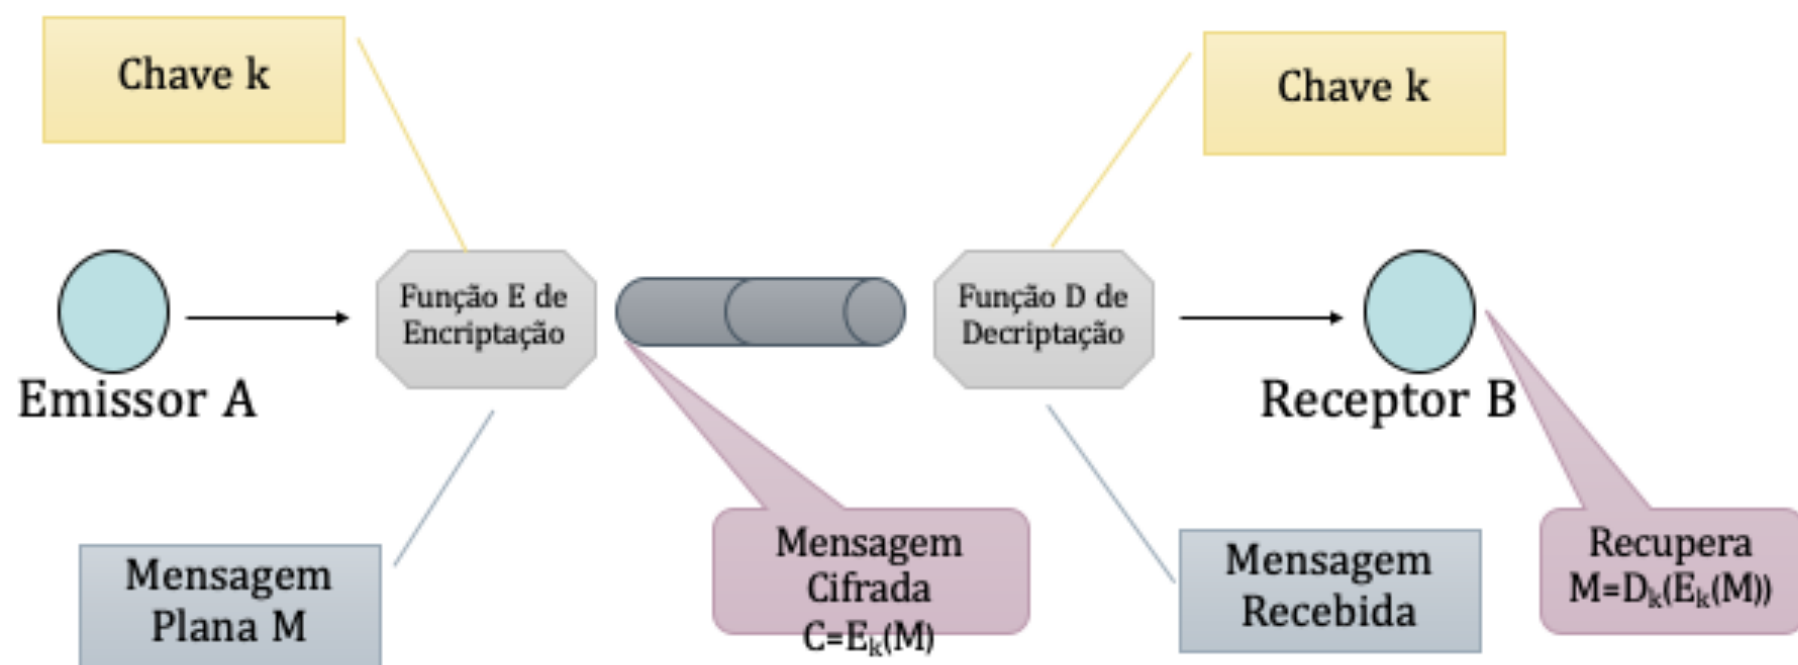 Chave k
Chave k
Função E de
Encriptação
Função D de
Decriptação
Emissor A
Receptor B
Mensagem
Plana M
Mensagem
Cifrada
C=Eₖ(M)
Mensagem
Recebida
Recupera
M=Dₖ(Eₖ(M))